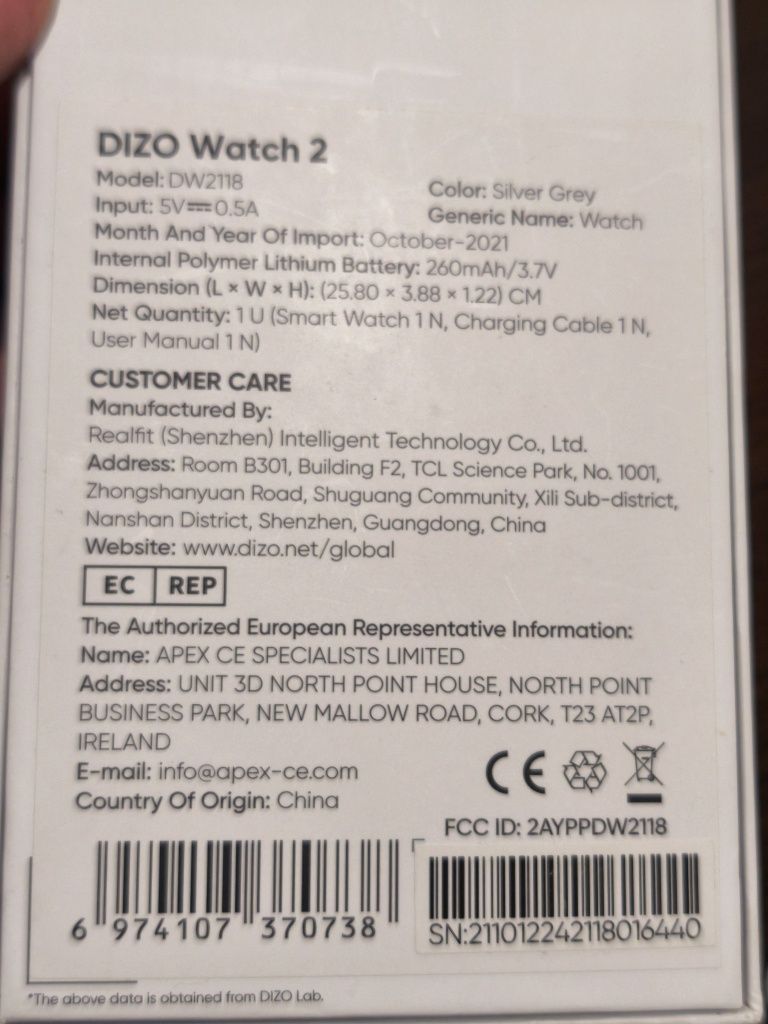 DIZO Watch 2
Model: DW2118
Color: Silver Grey
Input: 5V⎓0.5A
Generic Name: Watch
Month And Year Of Import: October-2021
Internal Polymer Lithium Battery: 260mAh/3.7V
Dimension (L × W × H): (25.80 × 3.88 × 1.22) CM
Net Quantity: 1 U (Smart Watch 1 N, Charging Cable 1 N,
User Manual 1 N)
CUSTOMER CARE
Manufactured By:
Realfit (Shenzhen) Intelligent Technology Co., Ltd.
Address: Room B301, Building F2, TCL Science Park, No. 1001,
Zhongshanyuan Road, Shuguang Community, Xili Sub-district,
Nanshan District, Shenzhen, Guangdong, China
Website: www.dizo.net/global
EC REP
The Authorized European Representative Information:
Name: APEX CE SPECIALISTS LIMITED
Address: UNIT 3D NORTH POINT HOUSE, NORTH POINT
BUSINESS PARK, NEW MALLOW ROAD, CORK, T23 AT2P,
IRELAND
E-mail: info@apex-ce.com
Country Of Origin: China
CE
FCC ID: 2AYPPDW2118
6 974107 370738
SN:211012242118016440
*The above data is obtained from DIZO Lab.